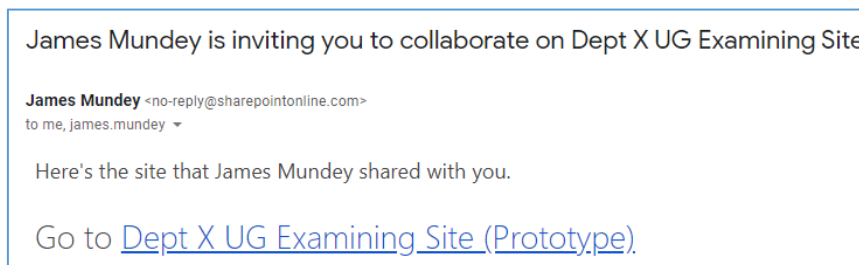 James Mundey is inviting you to collaborate on Dept X UG Examining Site
James Mundey <no-reply@sharepointonline.com>
to me, james.mundey
Here's the site that James Mundey shared with you.
Go to Dept X UG Examining Site (Prototype)